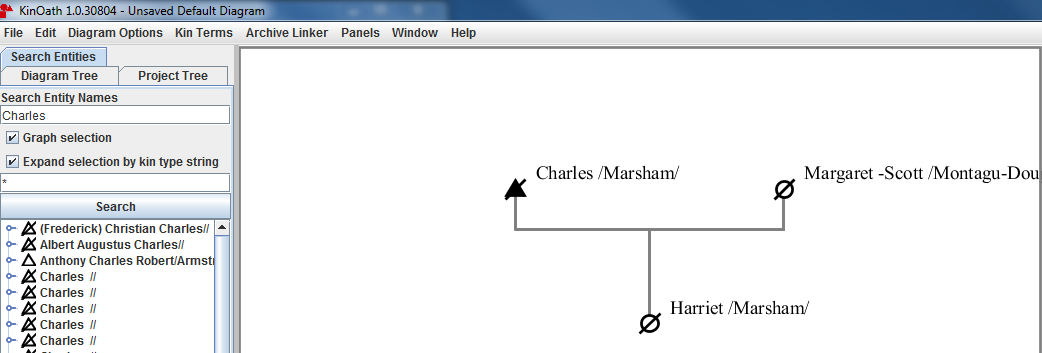 KinOath 1.0.30804 - Unsaved Default Diagram
File Edit Diagram Options Kin Terms Archive Linker Panels Window Help
Search Entities
Diagram Tree Project Tree
Search Entity Names
Charles
Graph selection
Expand selection by kin type string
*
Search
(Frederick) Christian Charles//
Albert Augustus Charles//
Anthony Charles Robert/Armstr
Charles //
Charles //
Charles //
Charles //
Charles //
Charles /Marsham/
Margaret -Scott /Montagu-Dou
Harriet /Marsham/